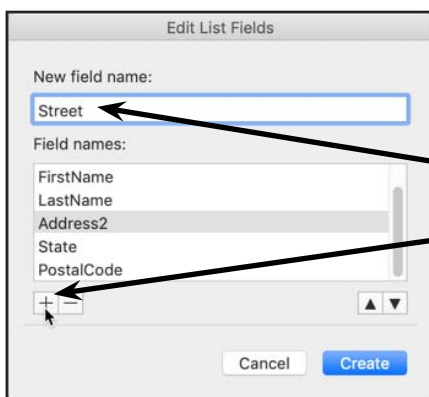 Edit List Fields
New field name:
Street
Field names:
FirstName
LastName
Address2
State
PostalCode
+ −
▲ ▼
Cancel Create